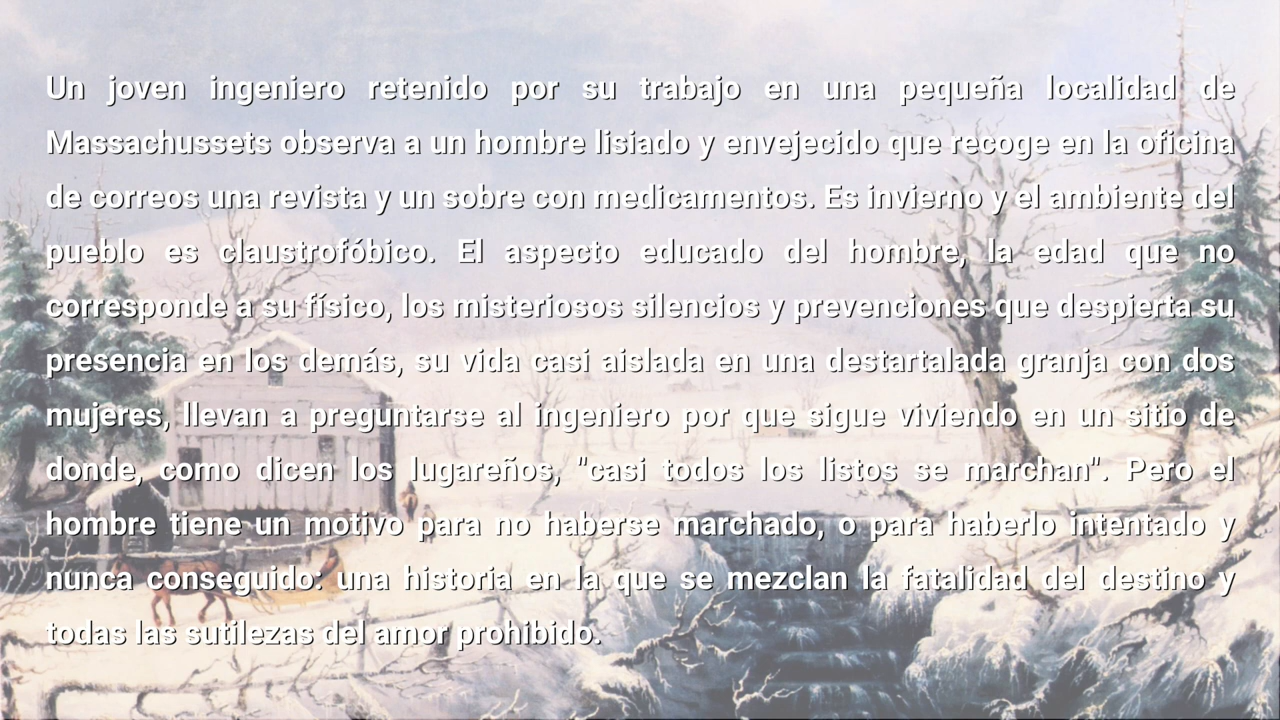 Un joven ingeniero retenido por su trabajo en una pequeña localidad de
Massachussets observa a un hombre lisiado y envejecido que recoge en la oficina
de correos una revista y un sobre con medicamentos. Es invierno y el ambiente del
pueblo es claustrofóbico. El aspecto educado del hombre, la edad que no
corresponde a su físico, los misteriosos silencios y prevenciones que despierta su
presencia en los demás, su vida casi aislada en una destartalada granja con dos
mujeres, llevan a preguntarse al ingeniero por que sigue viviendo en un sitio de
donde, como dicen los lugareños, "casi todos los listos se marchan". Pero el
hombre tiene un motivo para no haberse marchado, o para haberlo intentado y
nunca conseguido: una historia en la que se mezclan la fatalidad del destino y
todas las sutilezas del amor prohibido.